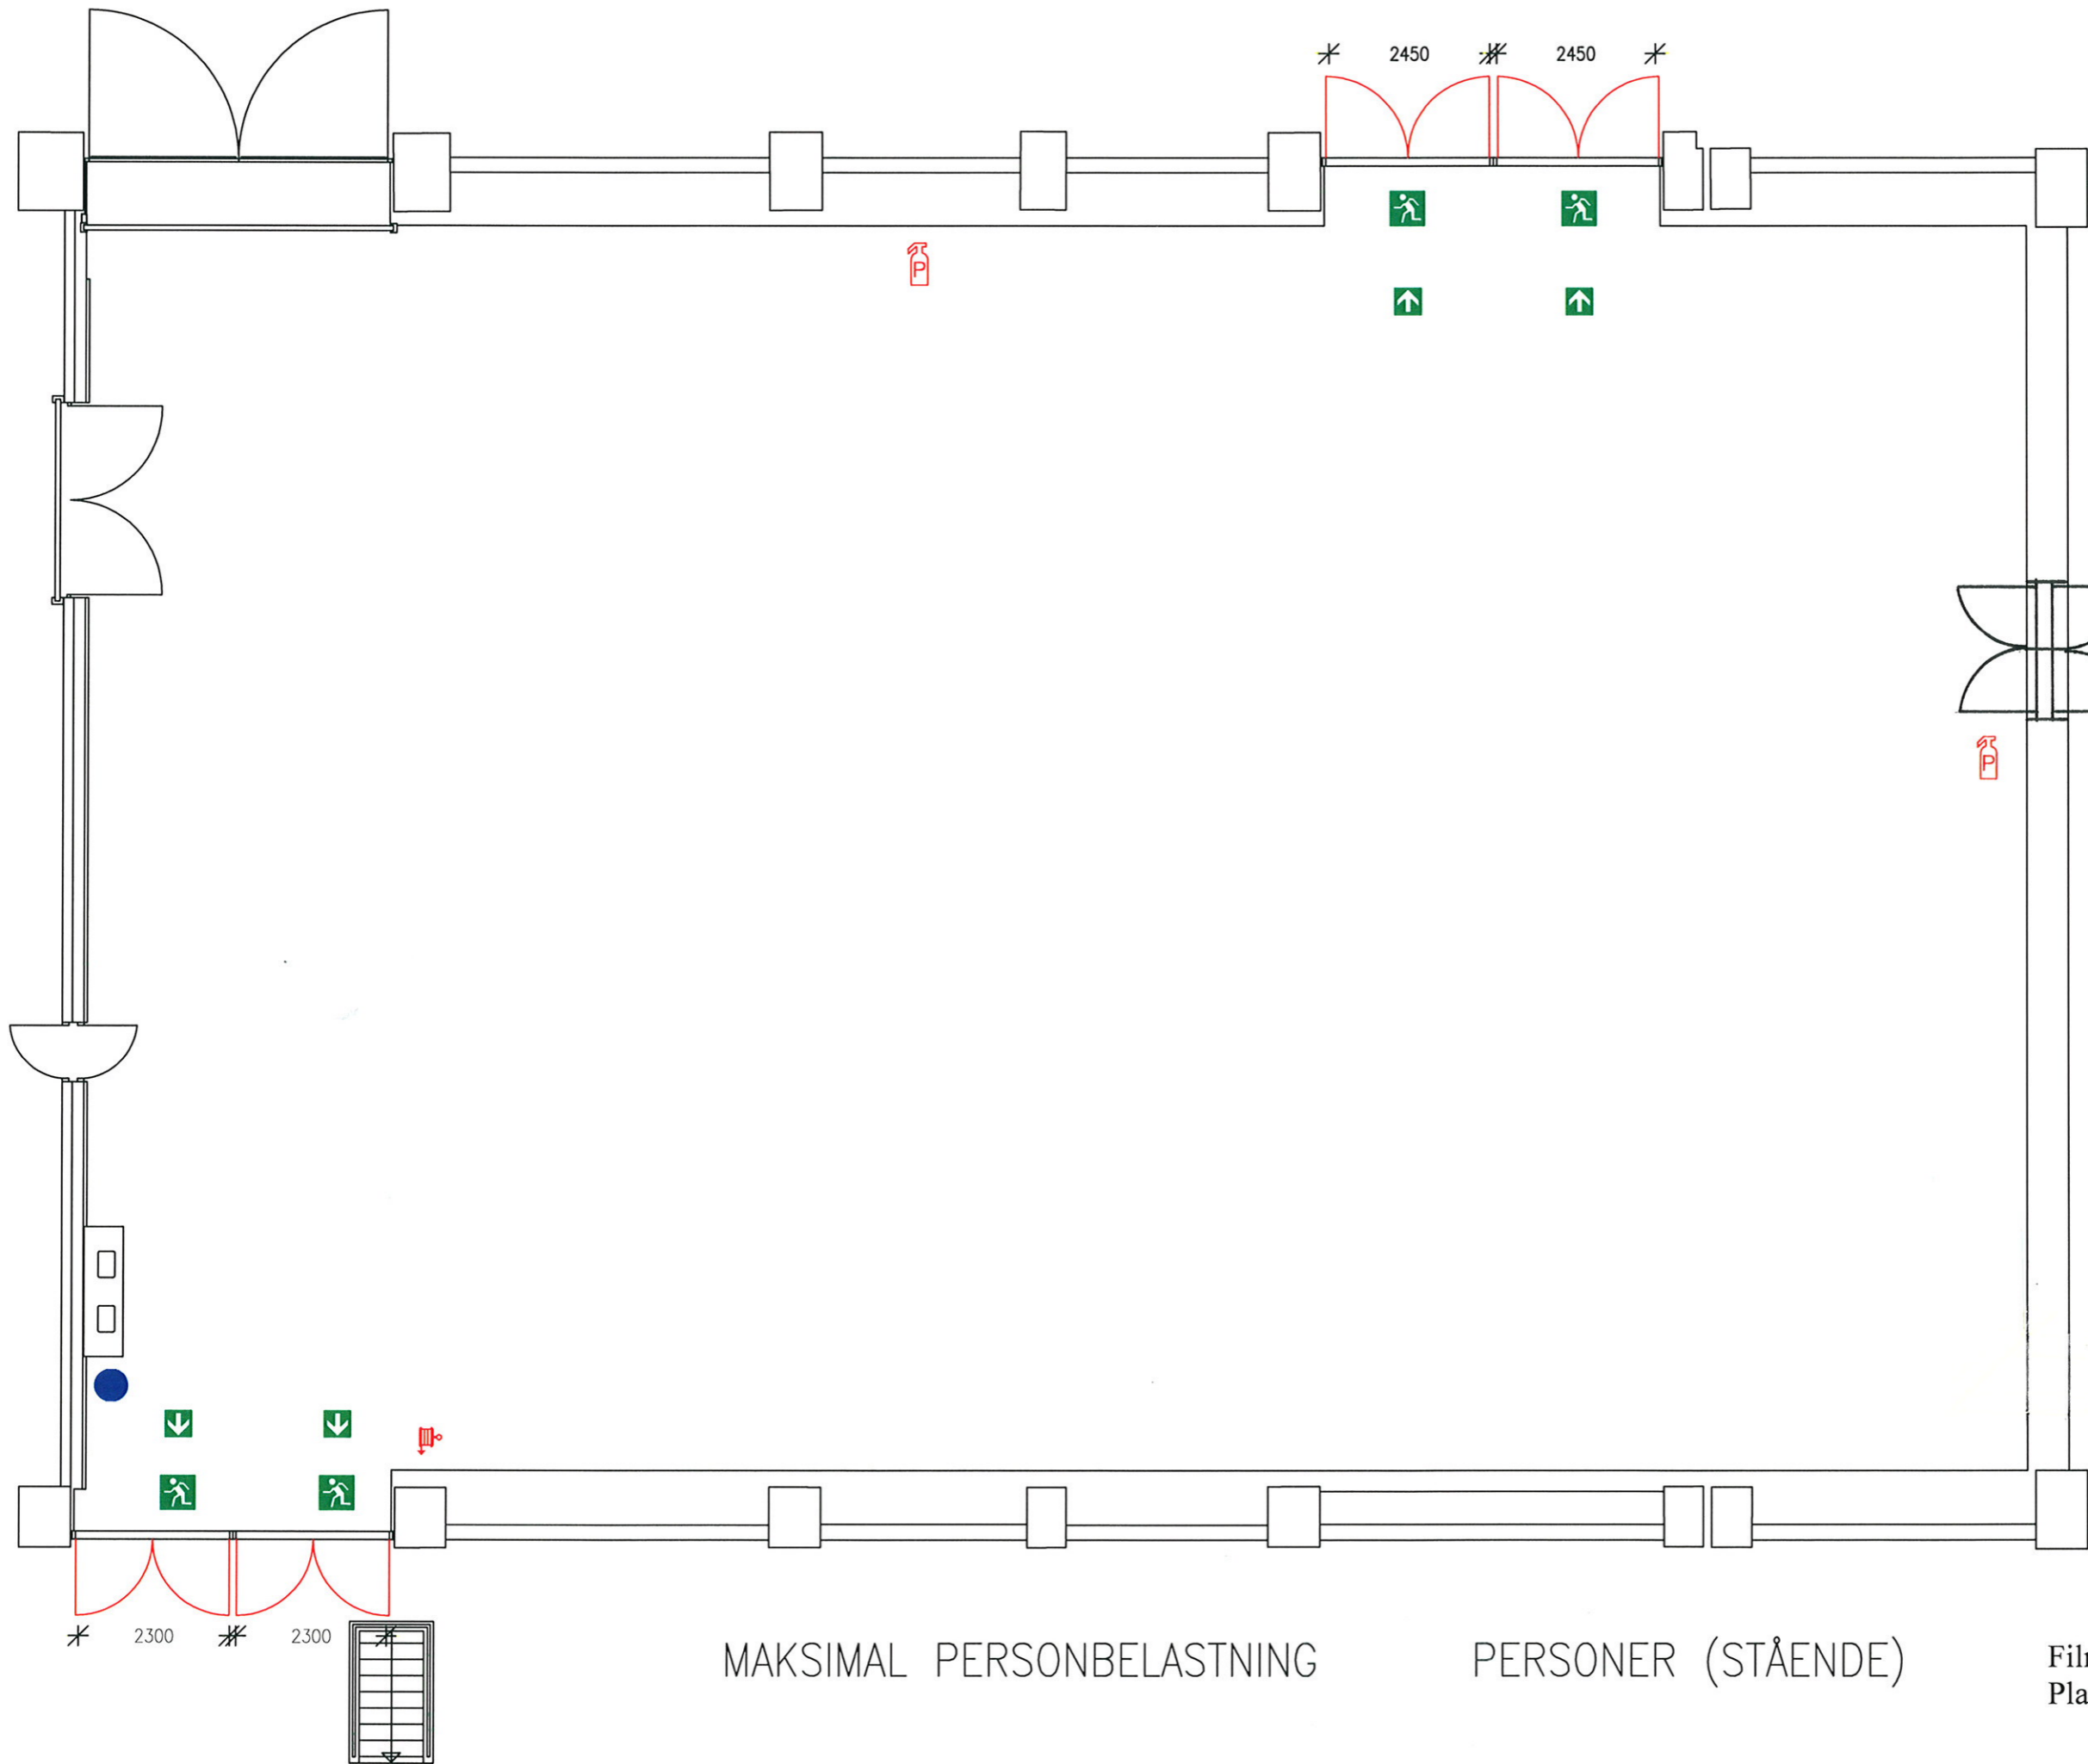 2450 2450
P
P
2300 2300
MAKSIMAL PERSONBELASTNING PERSONER (STÅENDE)